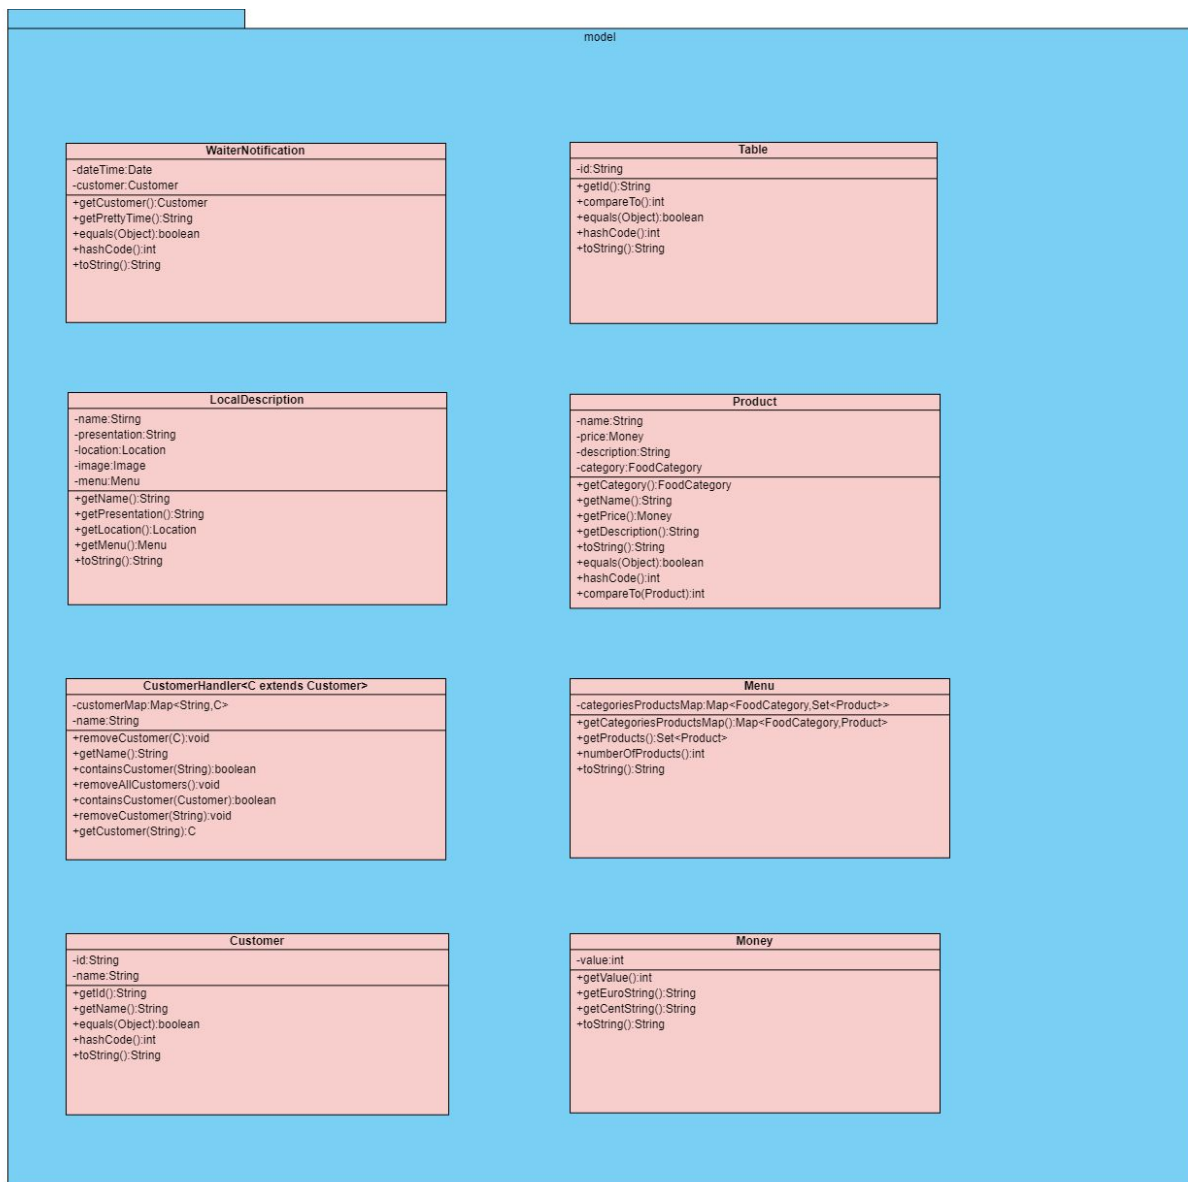 model
WaiterNotification
-dateTime:Date
-customer:Customer
+getCustomer():Customer
+getPrettyTime():String
+equals(Object):boolean
+hashCode():int
+toString():String
Table
-id:String
+getId():String
+compareTo():int
+equals(Object):boolean
+hashCode():int
+toString():String
LocalDescription
-name:Stirng
-presentation:String
-location:Location
-image:Image
-menu:Menu
+getName():String
+getPresentation():String
+getLocation():Location
+getMenu():Menu
+toString():String
Product
-name:String
-price:Money
-description:String
-category:FoodCategory
+getCategory():FoodCategory
+getName():String
+getPrice():Money
+getDescription():String
+toString():String
+equals(Object):boolean
+hashCode():int
+compareTo(Product):int
CustomerHandler<C extends Customer>
-customerMap:Map<String,C>
-name:String
+removeCustomer(C):void
+getName():String
+containsCustomer(String):boolean
+removeAllCustomers():void
+containsCustomer(Customer):boolean
+removeCustomer(String):void
+getCustomer(String):C
Menu
-categoriesProductsMap:Map<FoodCategory,Set<Product>>
+getCategoriesProductsMap():Map<FoodCategory,Product>
+getProducts():Set<Product>
+numberOfProducts():int
+toString():String
Customer
-id:String
-name:String
+getId():String
+getName():String
+equals(Object):boolean
+hashCode():int
+toString():String
Money
-value:int
+getValue():int
+getEuroString():String
+getCentString():String
+toString():String